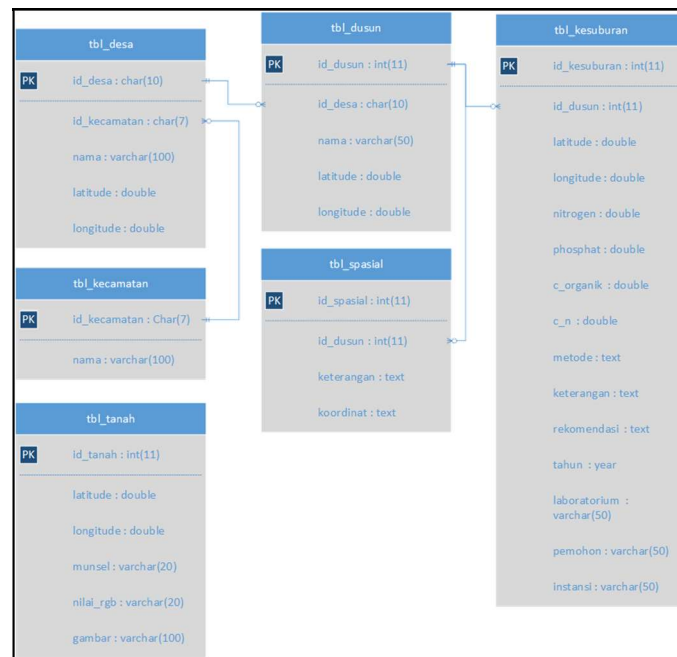 tbl_desa
PK id_desa : char(10)
id_kecamatan : char(7)
nama : varchar(100)
latitude : double
longitude : double
tbl_kecamatan
PK id_kecamatan : Char(7)
nama : varchar(100)
tbl_tanah
PK id_tanah : int(11)
latitude : double
longitude : double
munsel : varchar(20)
nilai_rgb : varchar(20)
gambar : varchar(100)
tbl_dusun
PK id_dusun : int(11)
id_desa : char(10)
nama : varchar(50)
latitude : double
longitude : double
tbl_spasial
PK id_spasial : int(11)
id_dusun : int(11)
keterangan : text
koordinat : text
tbl_kesuburan
PK id_kesuburan : int(11)
id_dusun : int(11)
latitude : double
longitude : double
nitrogen : double
phosphat : double
c_organik : double
c_n : double
metode : text
keterangan : text
rekomendasi : text
tahun : year
laboratorium :
varchar(50)
pemohon : varchar(50)
instansi : varchar(50)